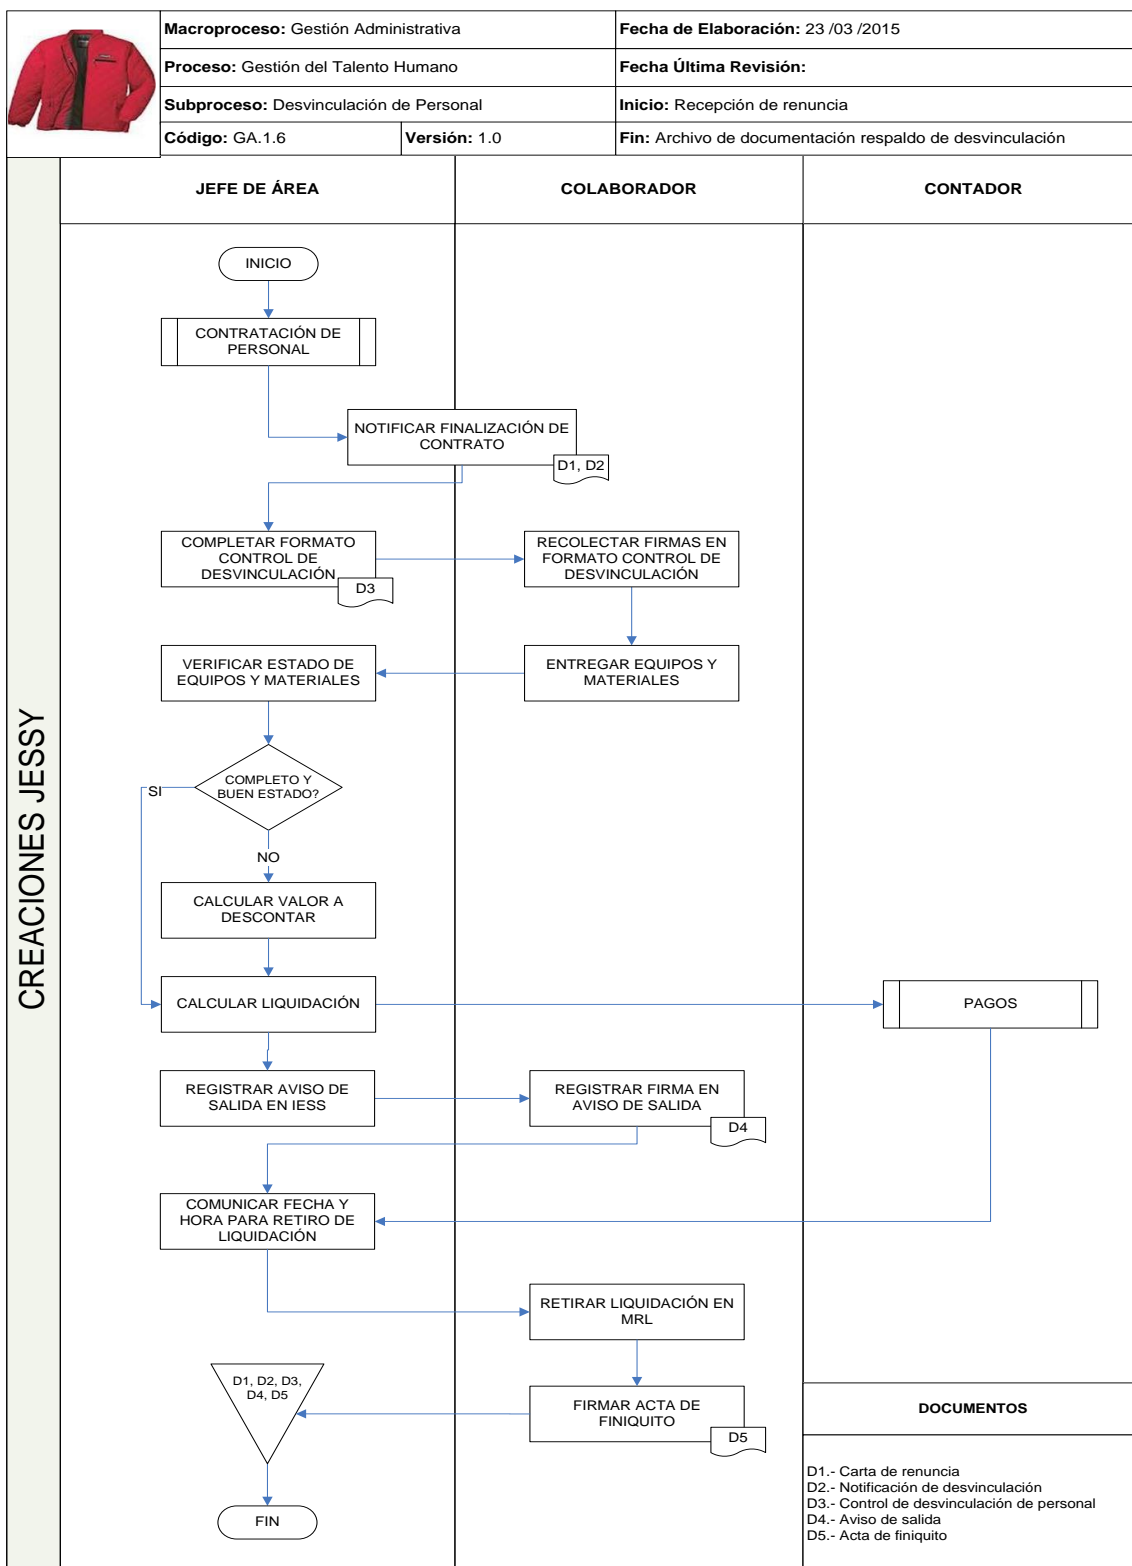 Macroproceso: Gestión Administrativa
Fecha de Elaboración: 23 /03 /2015
Proceso: Gestión del Talento Humano
Fecha Última Revisión:
Subproceso: Desvinculación de Personal
Inicio: Recepción de renuncia
Código: GA.1.6
Versión: 1.0
Fin: Archivo de documentación respaldo de desvinculación
CREACIONES JESSY
JEFE DE ÁREA
COLABORADOR
CONTADOR
INICIO
CONTRATACIÓN DE
PERSONAL
NOTIFICAR FINALIZACIÓN DE
CONTRATO
D1, D2
COMPLETAR FORMATO
CONTROL DE
DESVINCULACIÓN
D3
RECOLECTAR FIRMAS EN
FORMATO CONTROL DE
DESVINCULACIÓN
VERIFICAR ESTADO DE
EQUIPOS Y MATERIALES
ENTREGAR EQUIPOS Y
MATERIALES
COMPLETO Y
BUEN ESTADO?
SI
NO
CALCULAR VALOR A
DESCONTAR
CALCULAR LIQUIDACIÓN
PAGOS
REGISTRAR AVISO DE
SALIDA EN IESS
REGISTRAR FIRMA EN
AVISO DE SALIDA
D4
COMUNICAR FECHA Y
HORA PARA RETIRO DE
LIQUIDACIÓN
RETIRAR LIQUIDACIÓN EN
MRL
D1, D2, D3,
D4, D5
FIRMAR ACTA DE
FINIQUITO
D5
FIN
DOCUMENTOS
D1.- Carta de renuncia
D2.- Notificación de desvinculación
D3.- Control de desvinculación de personal
D4.- Aviso de salida
D5.- Acta de finiquito